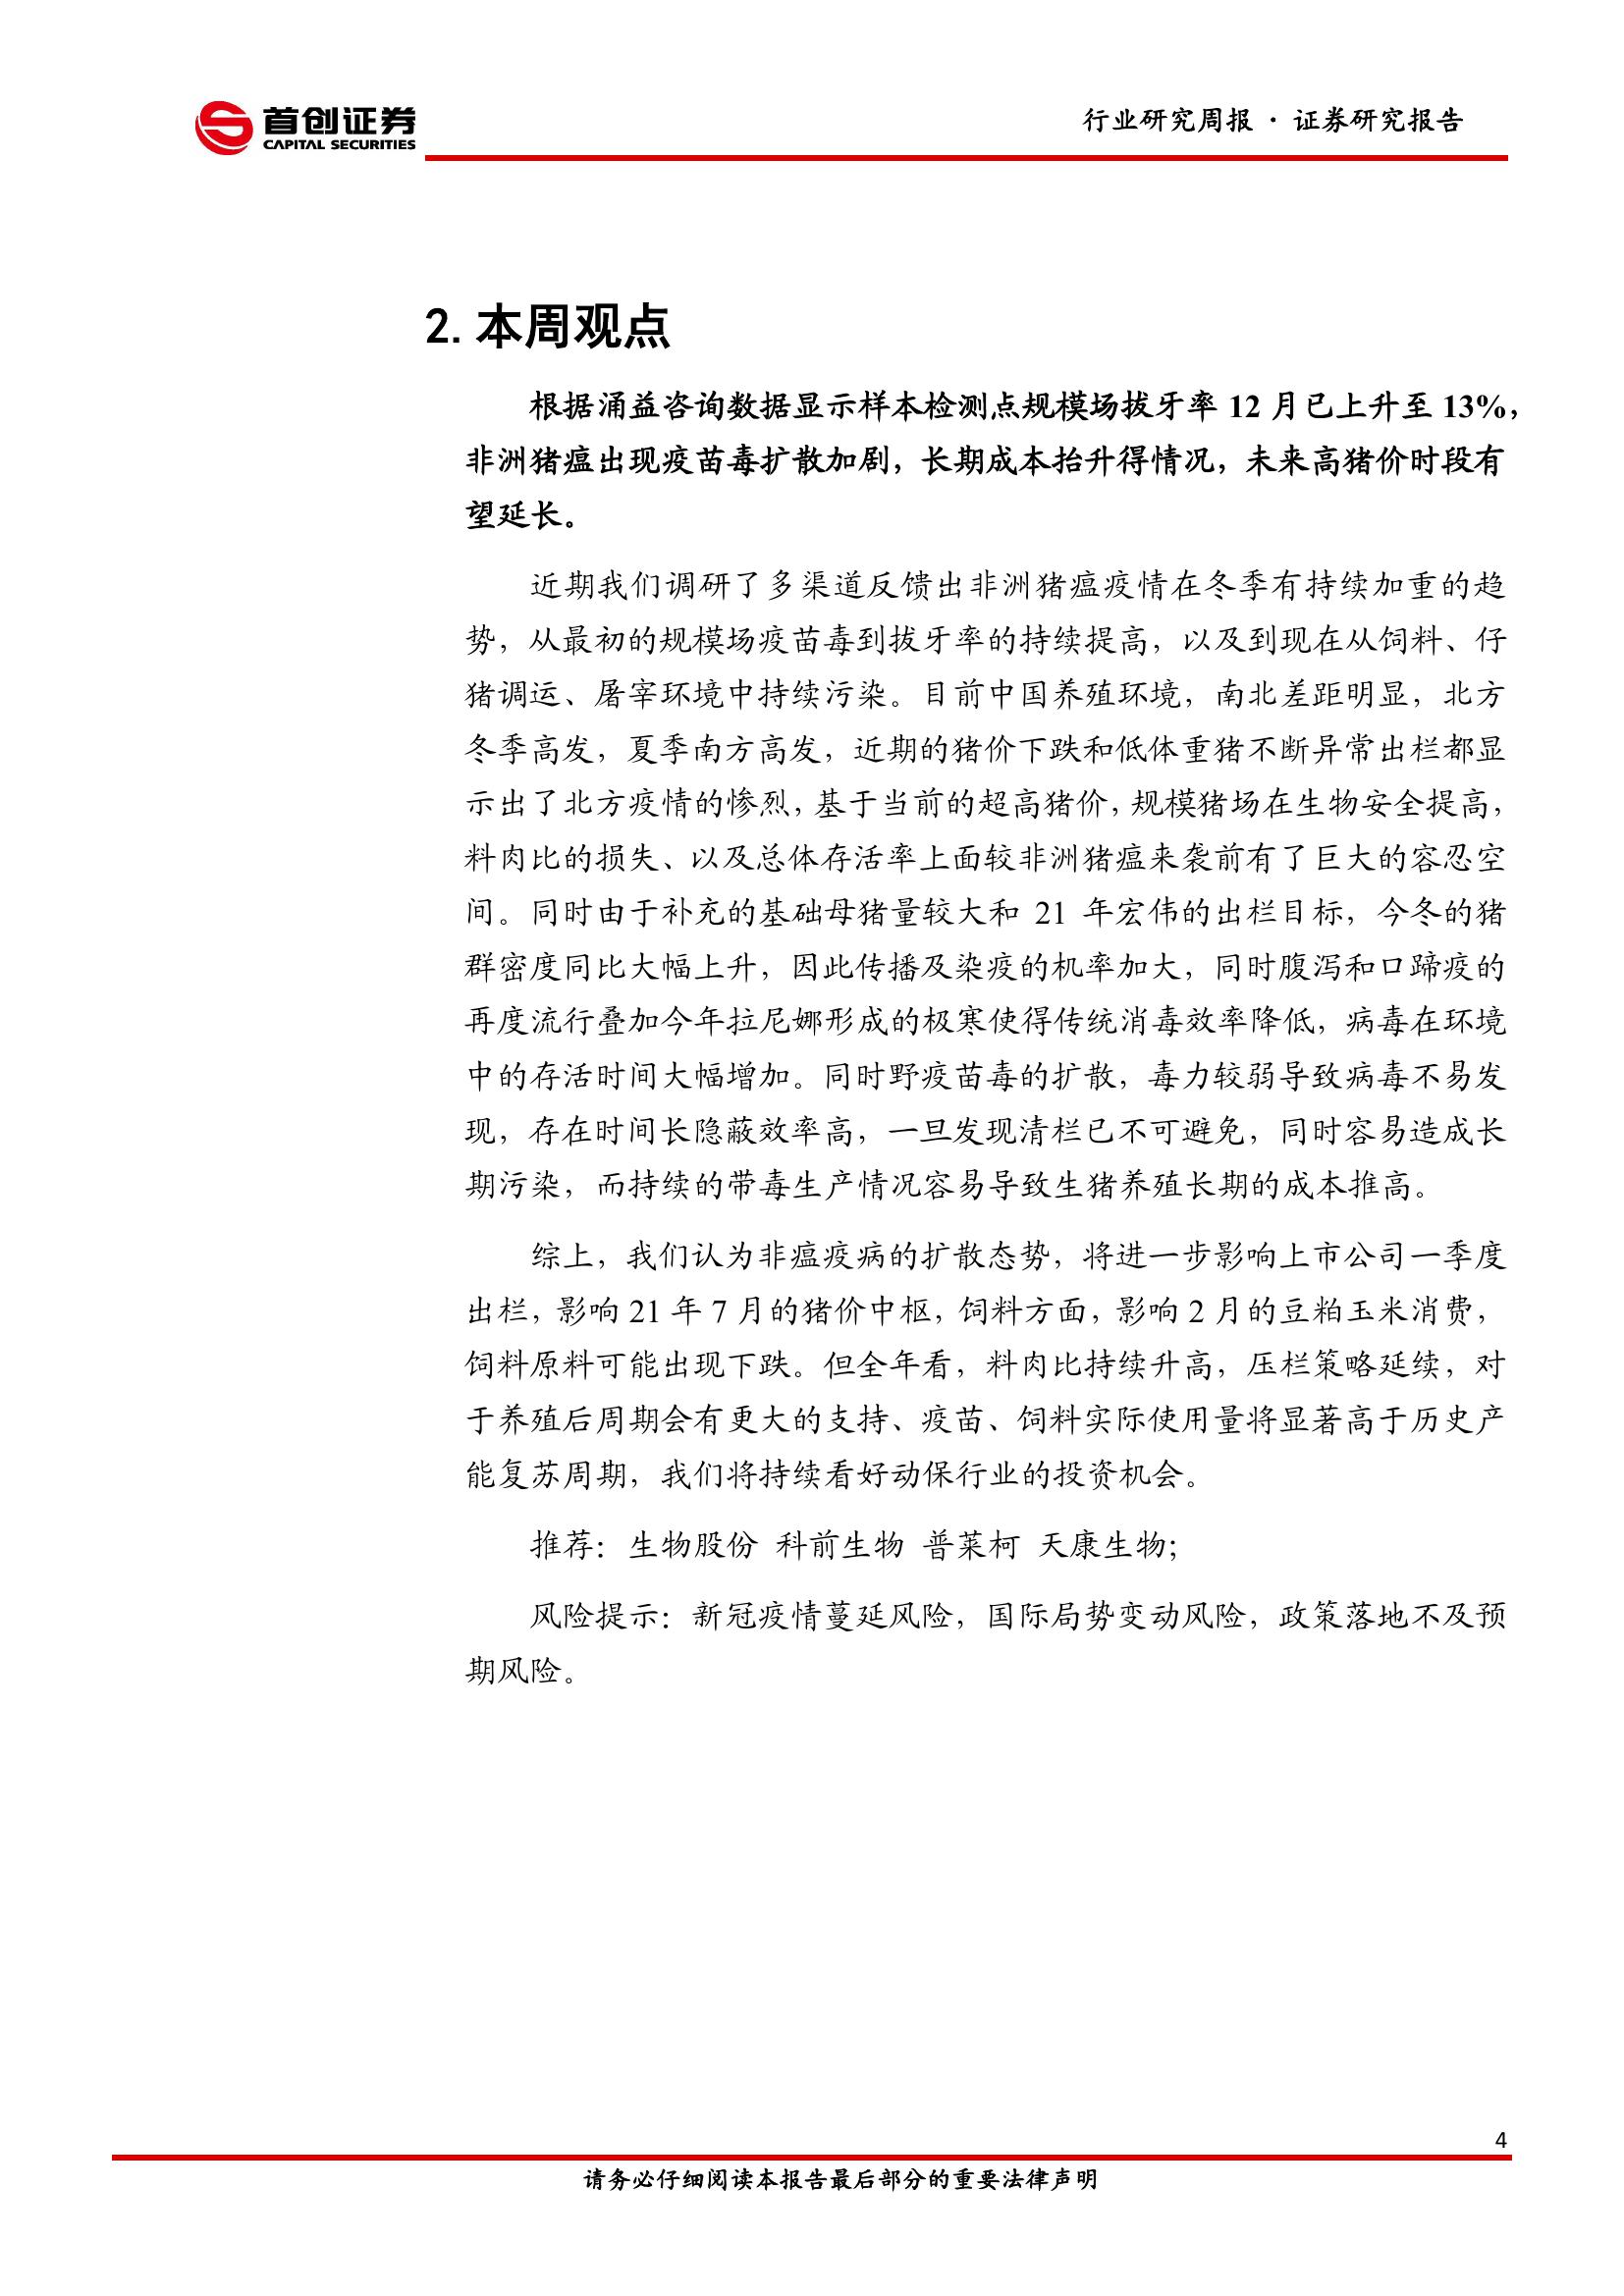 首创证券
CAPITAL SECURITIES
行业研究周报 · 证券研究报告
2.本周观点
根据涌益咨询数据显示样本检测点规模场拔牙率 12 月已上升至 13%，
非洲猪瘟出现疫苗毒扩散加剧，长期成本抬升得情况，未来高猪价时段有
望延长。
近期我们调研了多渠道反馈出非洲猪瘟疫情在冬季有持续加重的趋
势，从最初的规模场疫苗毒到拔牙率的持续提高，以及到现在从饲料、仔
猪调运、屠宰环境中持续污染。目前中国养殖环境，南北差距明显，北方
冬季高发，夏季南方高发，近期的猪价下跌和低体重猪不断异常出栏都显
示出了北方疫情的惨烈，基于当前的超高猪价，规模猪场在生物安全提高，
料肉比的损失、以及总体存活率上面较非洲猪瘟来袭前有了巨大的容忍空
间。同时由于补充的基础母猪量较大和 21 年宏伟的出栏目标，今冬的猪
群密度同比大幅上升，因此传播及染疫的机率加大，同时腹泻和口蹄疫的
再度流行叠加今年拉尼娜形成的极寒使得传统消毒效率降低，病毒在环境
中的存活时间大幅增加。同时野疫苗毒的扩散，毒力较弱导致病毒不易发
现，存在时间长隐蔽效率高，一旦发现清栏已不可避免，同时容易造成长
期污染，而持续的带毒生产情况容易导致生猪养殖长期的成本推高。
综上，我们认为非瘟疫病的扩散态势，将进一步影响上市公司一季度
出栏，影响 21 年 7 月的猪价中枢，饲料方面，影响 2 月的豆粕玉米消费，
饲料原料可能出现下跌。但全年看，料肉比持续升高，压栏策略延续，对
于养殖后周期会有更大的支持、疫苗、饲料实际使用量将显著高于历史产
能复苏周期，我们将持续看好动保行业的投资机会。
推荐：生物股份 科前生物 普莱柯 天康生物；
风险提示：新冠疫情蔓延风险，国际局势变动风险，政策落地不及预
期风险。
4
请务必仔细阅读本报告最后部分的重要法律声明